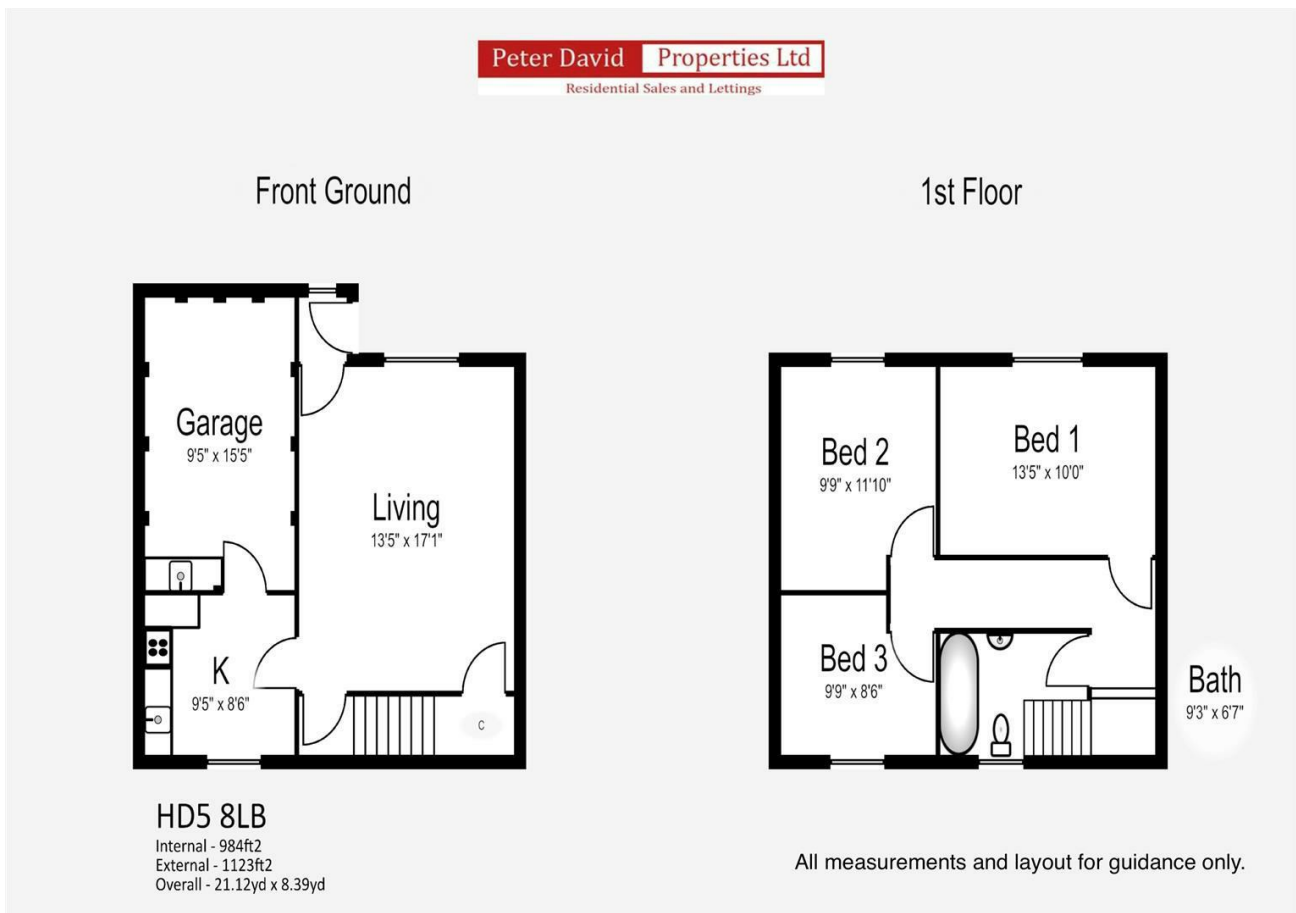 Peter David Properties Ltd
Residential Sales and Lettings
Front Ground
1st Floor
Garage
9'5" x 15'5"
Living
13'5" x 17'1"
K
9'5" x 8'6"
C
Bed 2
9'9" x 11'10"
Bed 1
13'5" x 10'0"
Bed 3
9'9" x 8'6"
Bath
9'3" x 6'7"
HD5 8LB
Internal - 984ft2
External - 1123ft2
Overall - 21.12yd x 8.39yd
All measurements and layout for guidance only.